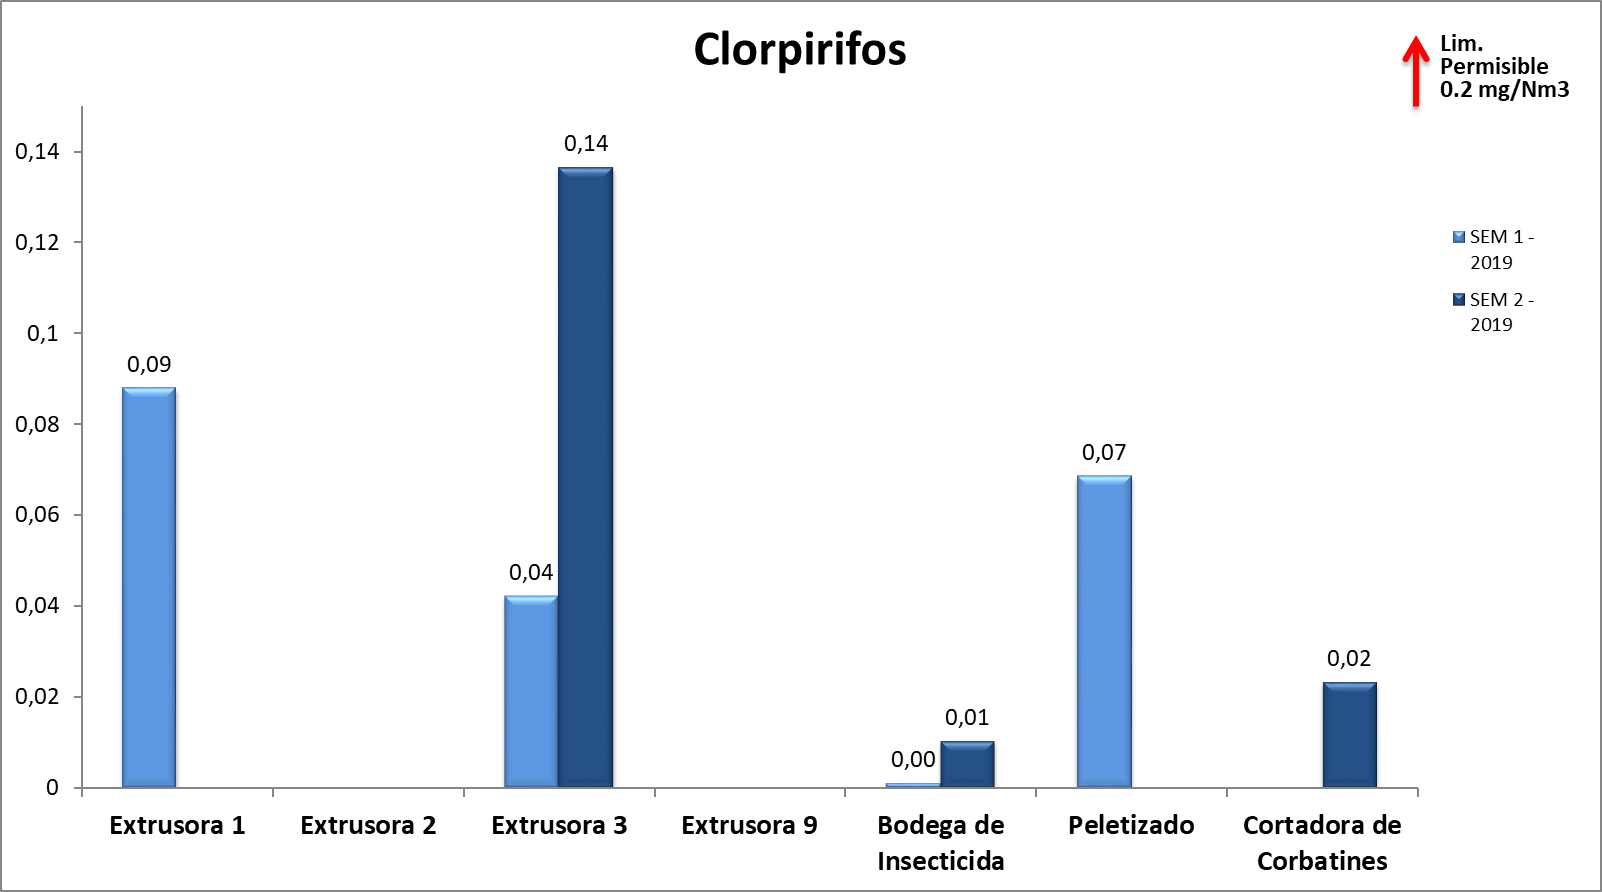 Clorpirifos
Lim.
Permisible
0.2 mg/Nm3
0,14
0,12
0,1
0,08
0,06
0,04
0,02
0
0,09
0,04
0,14
0,00
0,01
0,07
0,02
SEM 1 -
2019
SEM 2 -
2019
Extrusora 1
Extrusora 2
Extrusora 3
Extrusora 9
Bodega de
Insecticida
Peletizado
Cortadora de
Corbatines